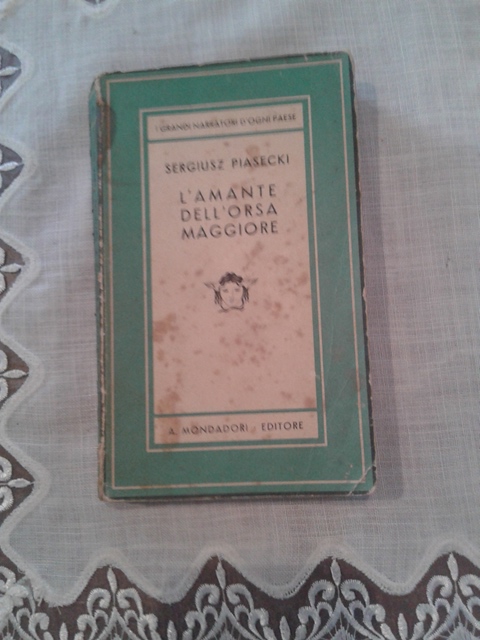 I GRANDI NARRATORI D'OGNI PAESE
SERGIUSZ PIASECKI
L'AMANTE
DELL'ORSA
MAGGIORE
A. MONDADORI EDITORE